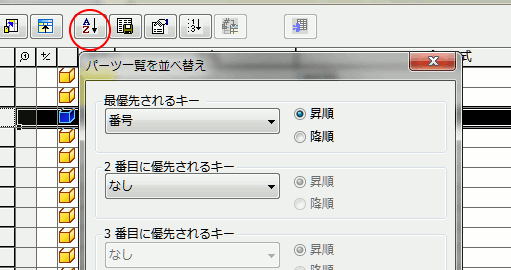 A
Z
1
3
式
パーツ一覧を並べ替え
最優先されるキー
番号
昇順
降順
2 番目に優先されるキー
なし
昇順
降順
3 番目に優先されるキー
なし
昇順
降順